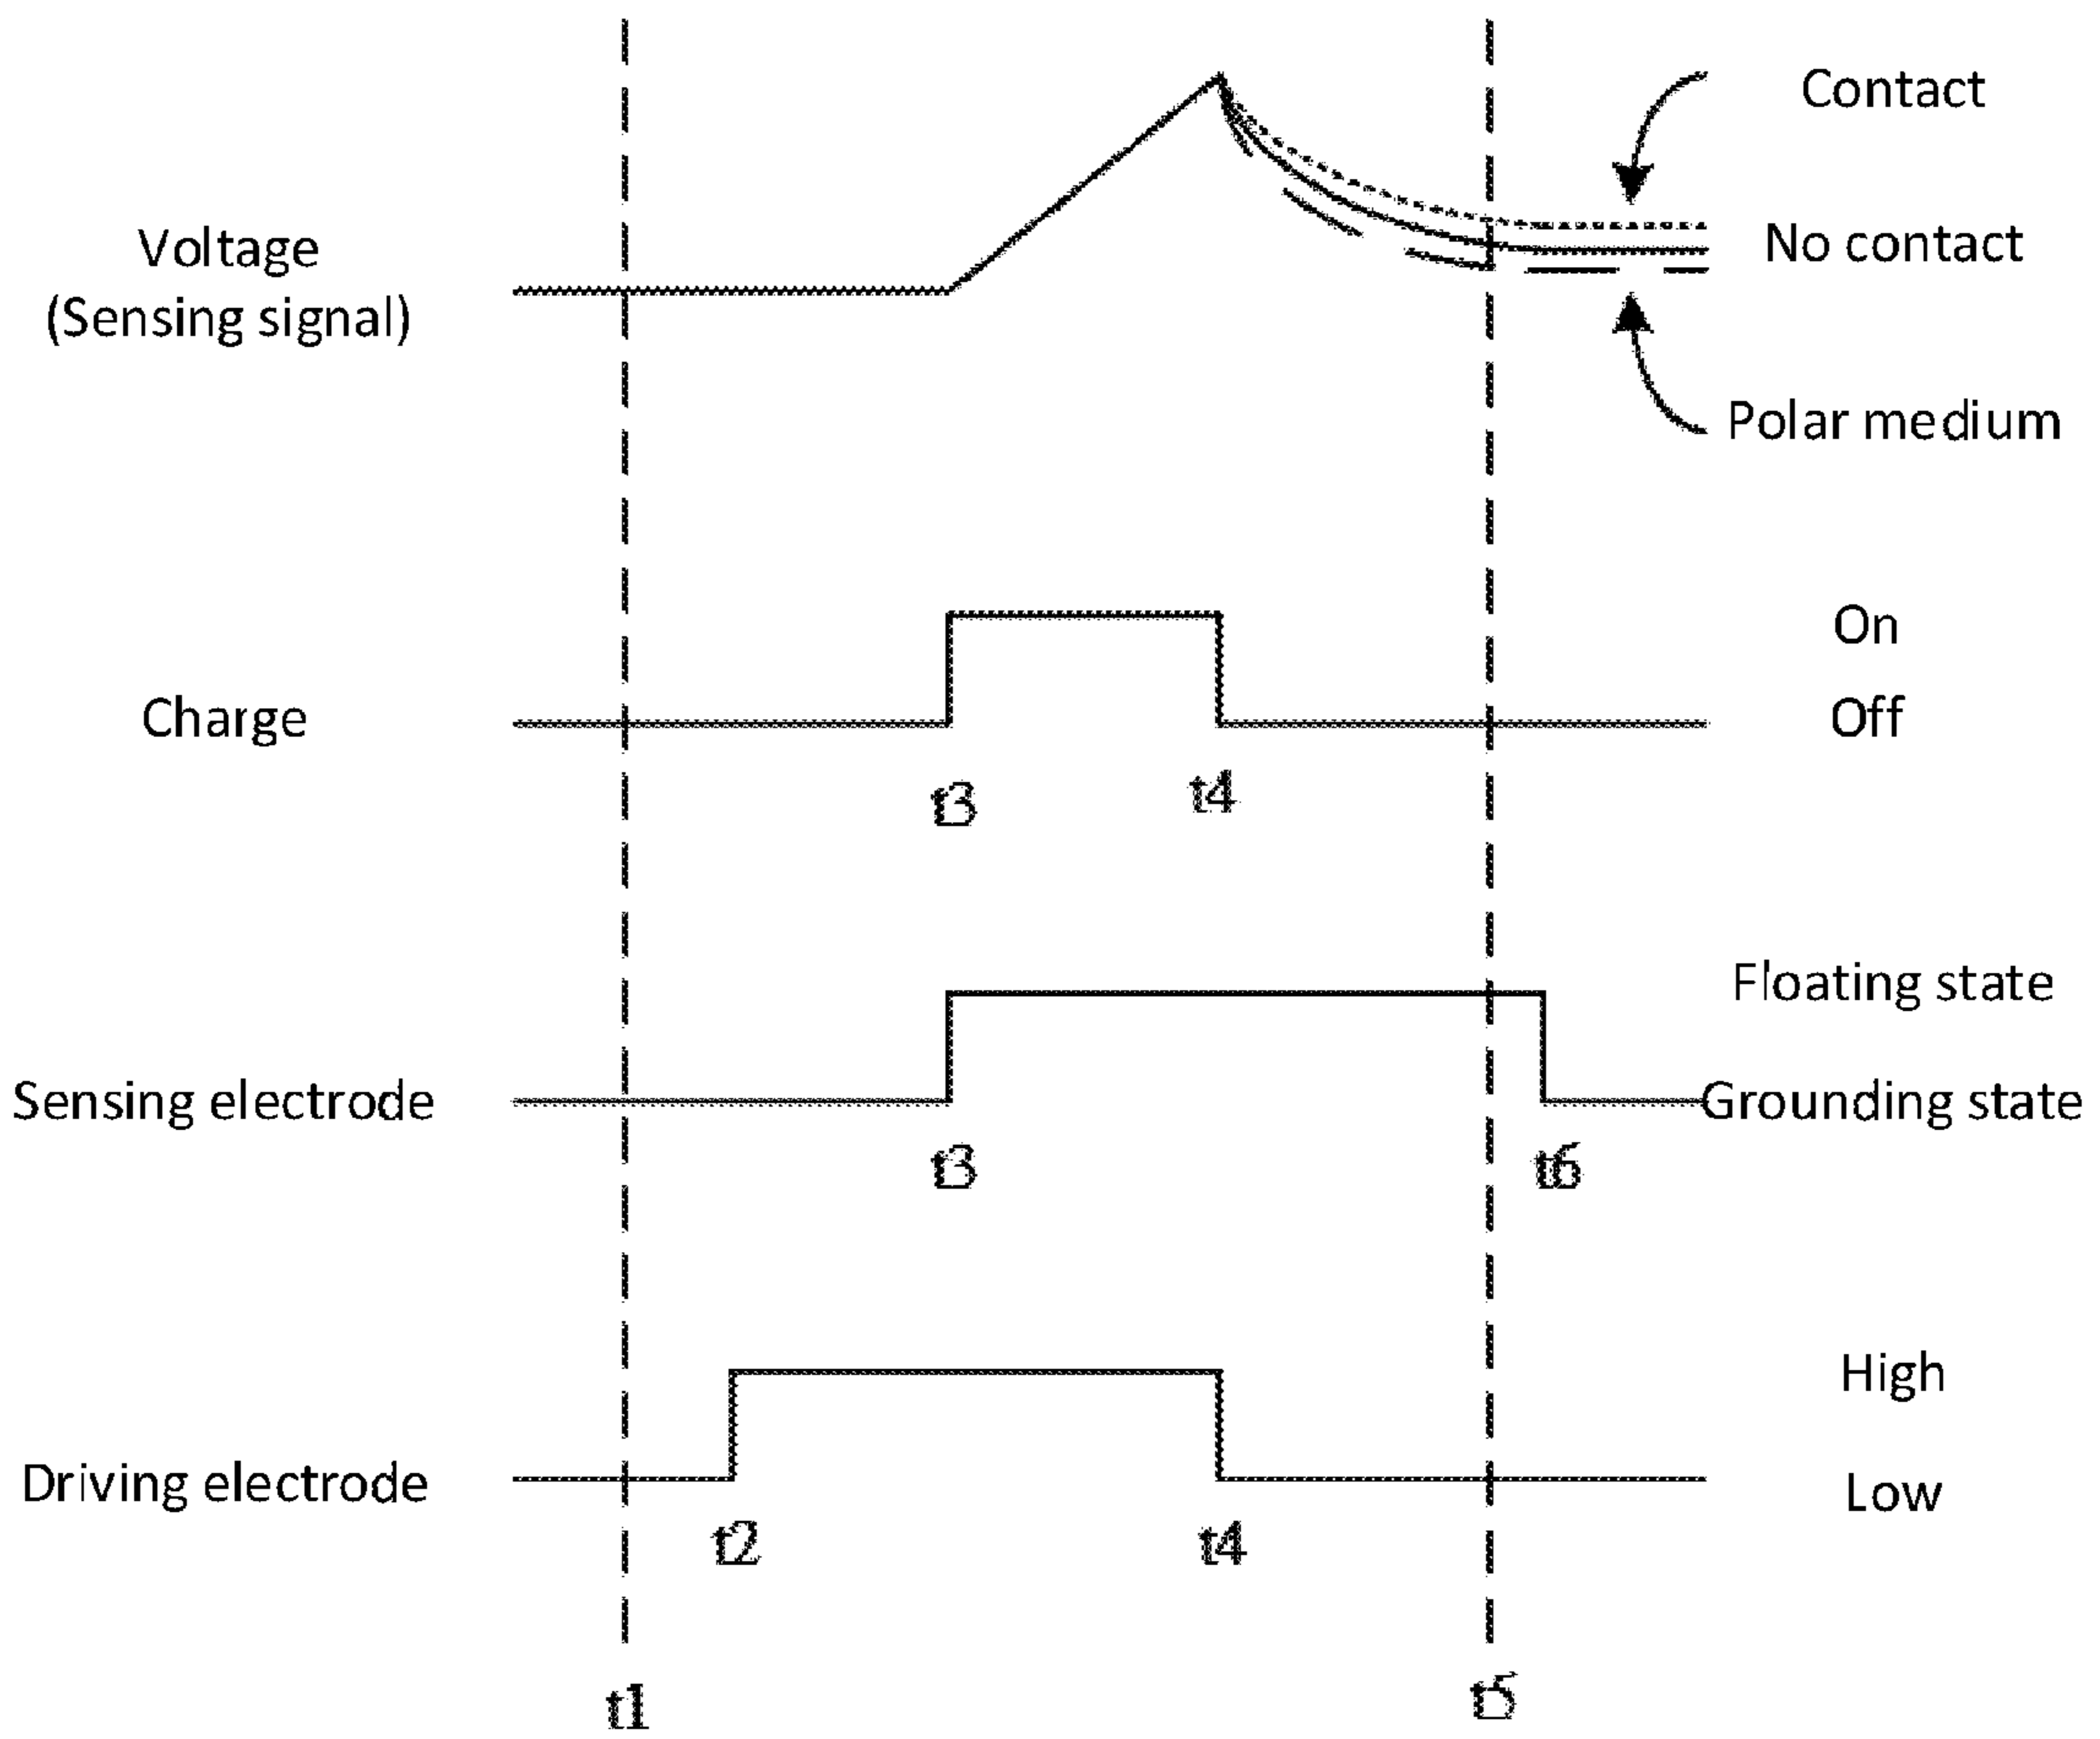 Contact
Voltage
(Sensing signal)
No contact
Polar medium
On
Charge
Off
t3
t4
Floating state
Sensing electrode
Grounding state
t3
t6
High
Driving electrode
Low
t2
t4
t1
t5